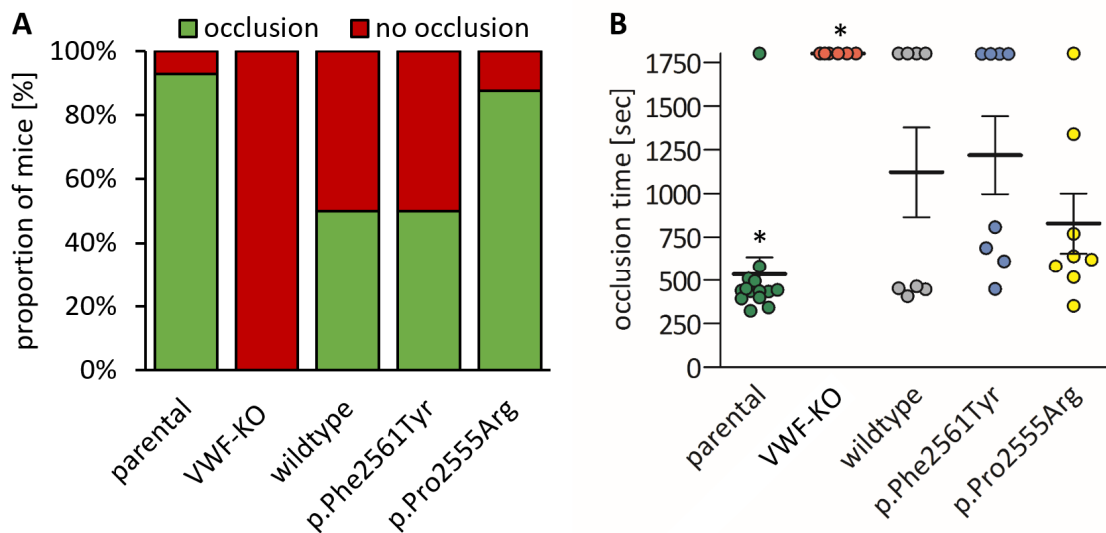 A
occlusion no occlusion
proportion of mice [%]
100%
80%
60%
40%
20%
0%
parental
VWF-KO
wildtype
p.Phe2561Tyr
p.Pro2555Arg
B
occlusion time [sec]
1750
1500
1250
1000
750
500
250
0
*
*
parental
VWF-KO
wildtype
p.Phe2561Tyr
p.Pro2555Arg